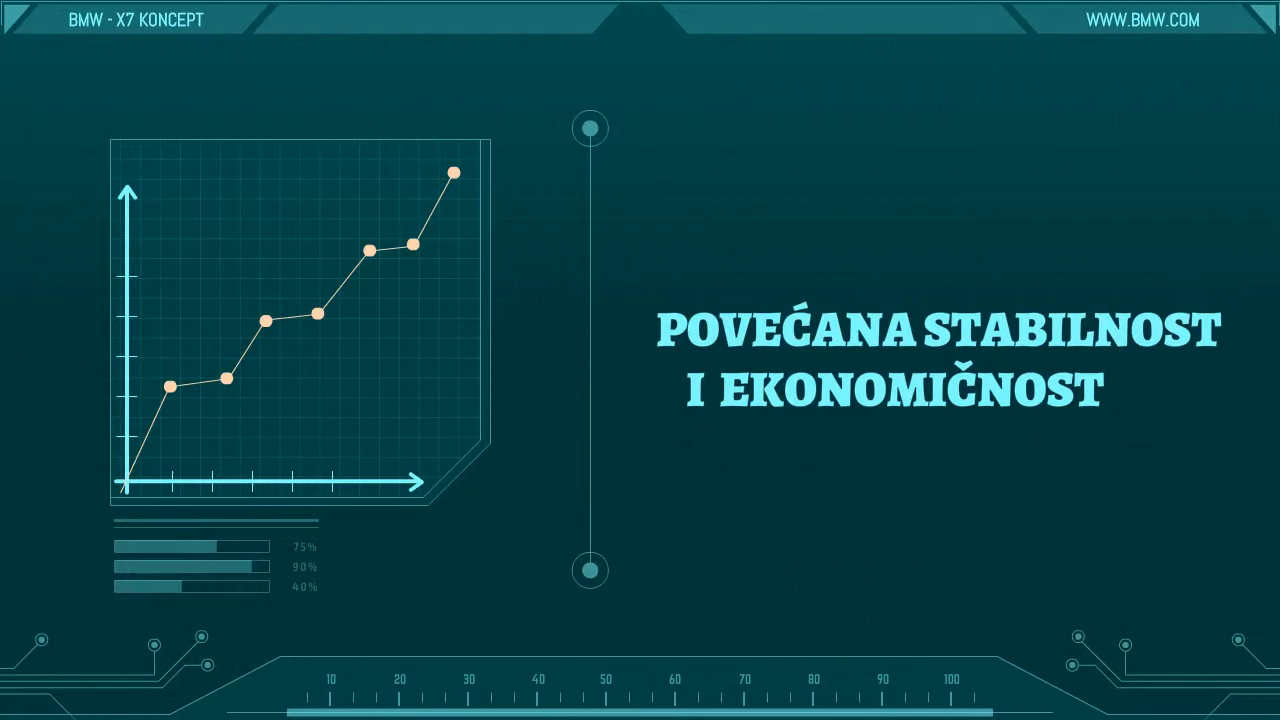 BMW - X7 KONCEPT
WWW.BMW.COM
POVEĆANA STABILNOST
I EKONOMIČNOST
75%
90%
40%
10 20 30 40 50 60 70 80 90 100